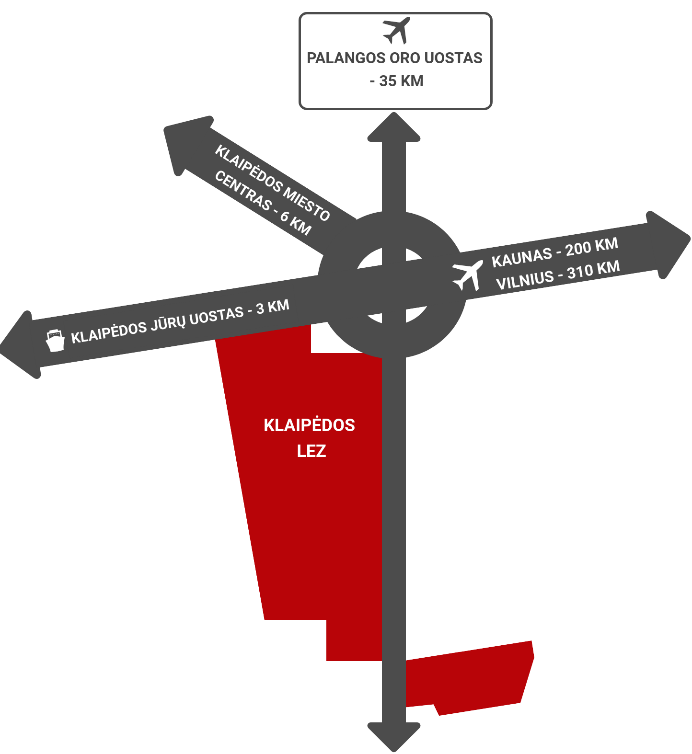 PALANGOS ORO UOSTAS
- 35 KM
KLAIPĖDOS MIESTO
CENTRAS - 6 KM
KAUNAS - 200 KM
VILNIUS - 310 KM
KLAIPĖDOS JŪRŲ UOSTAS - 3 KM
KLAIPĖDOS
LEZ